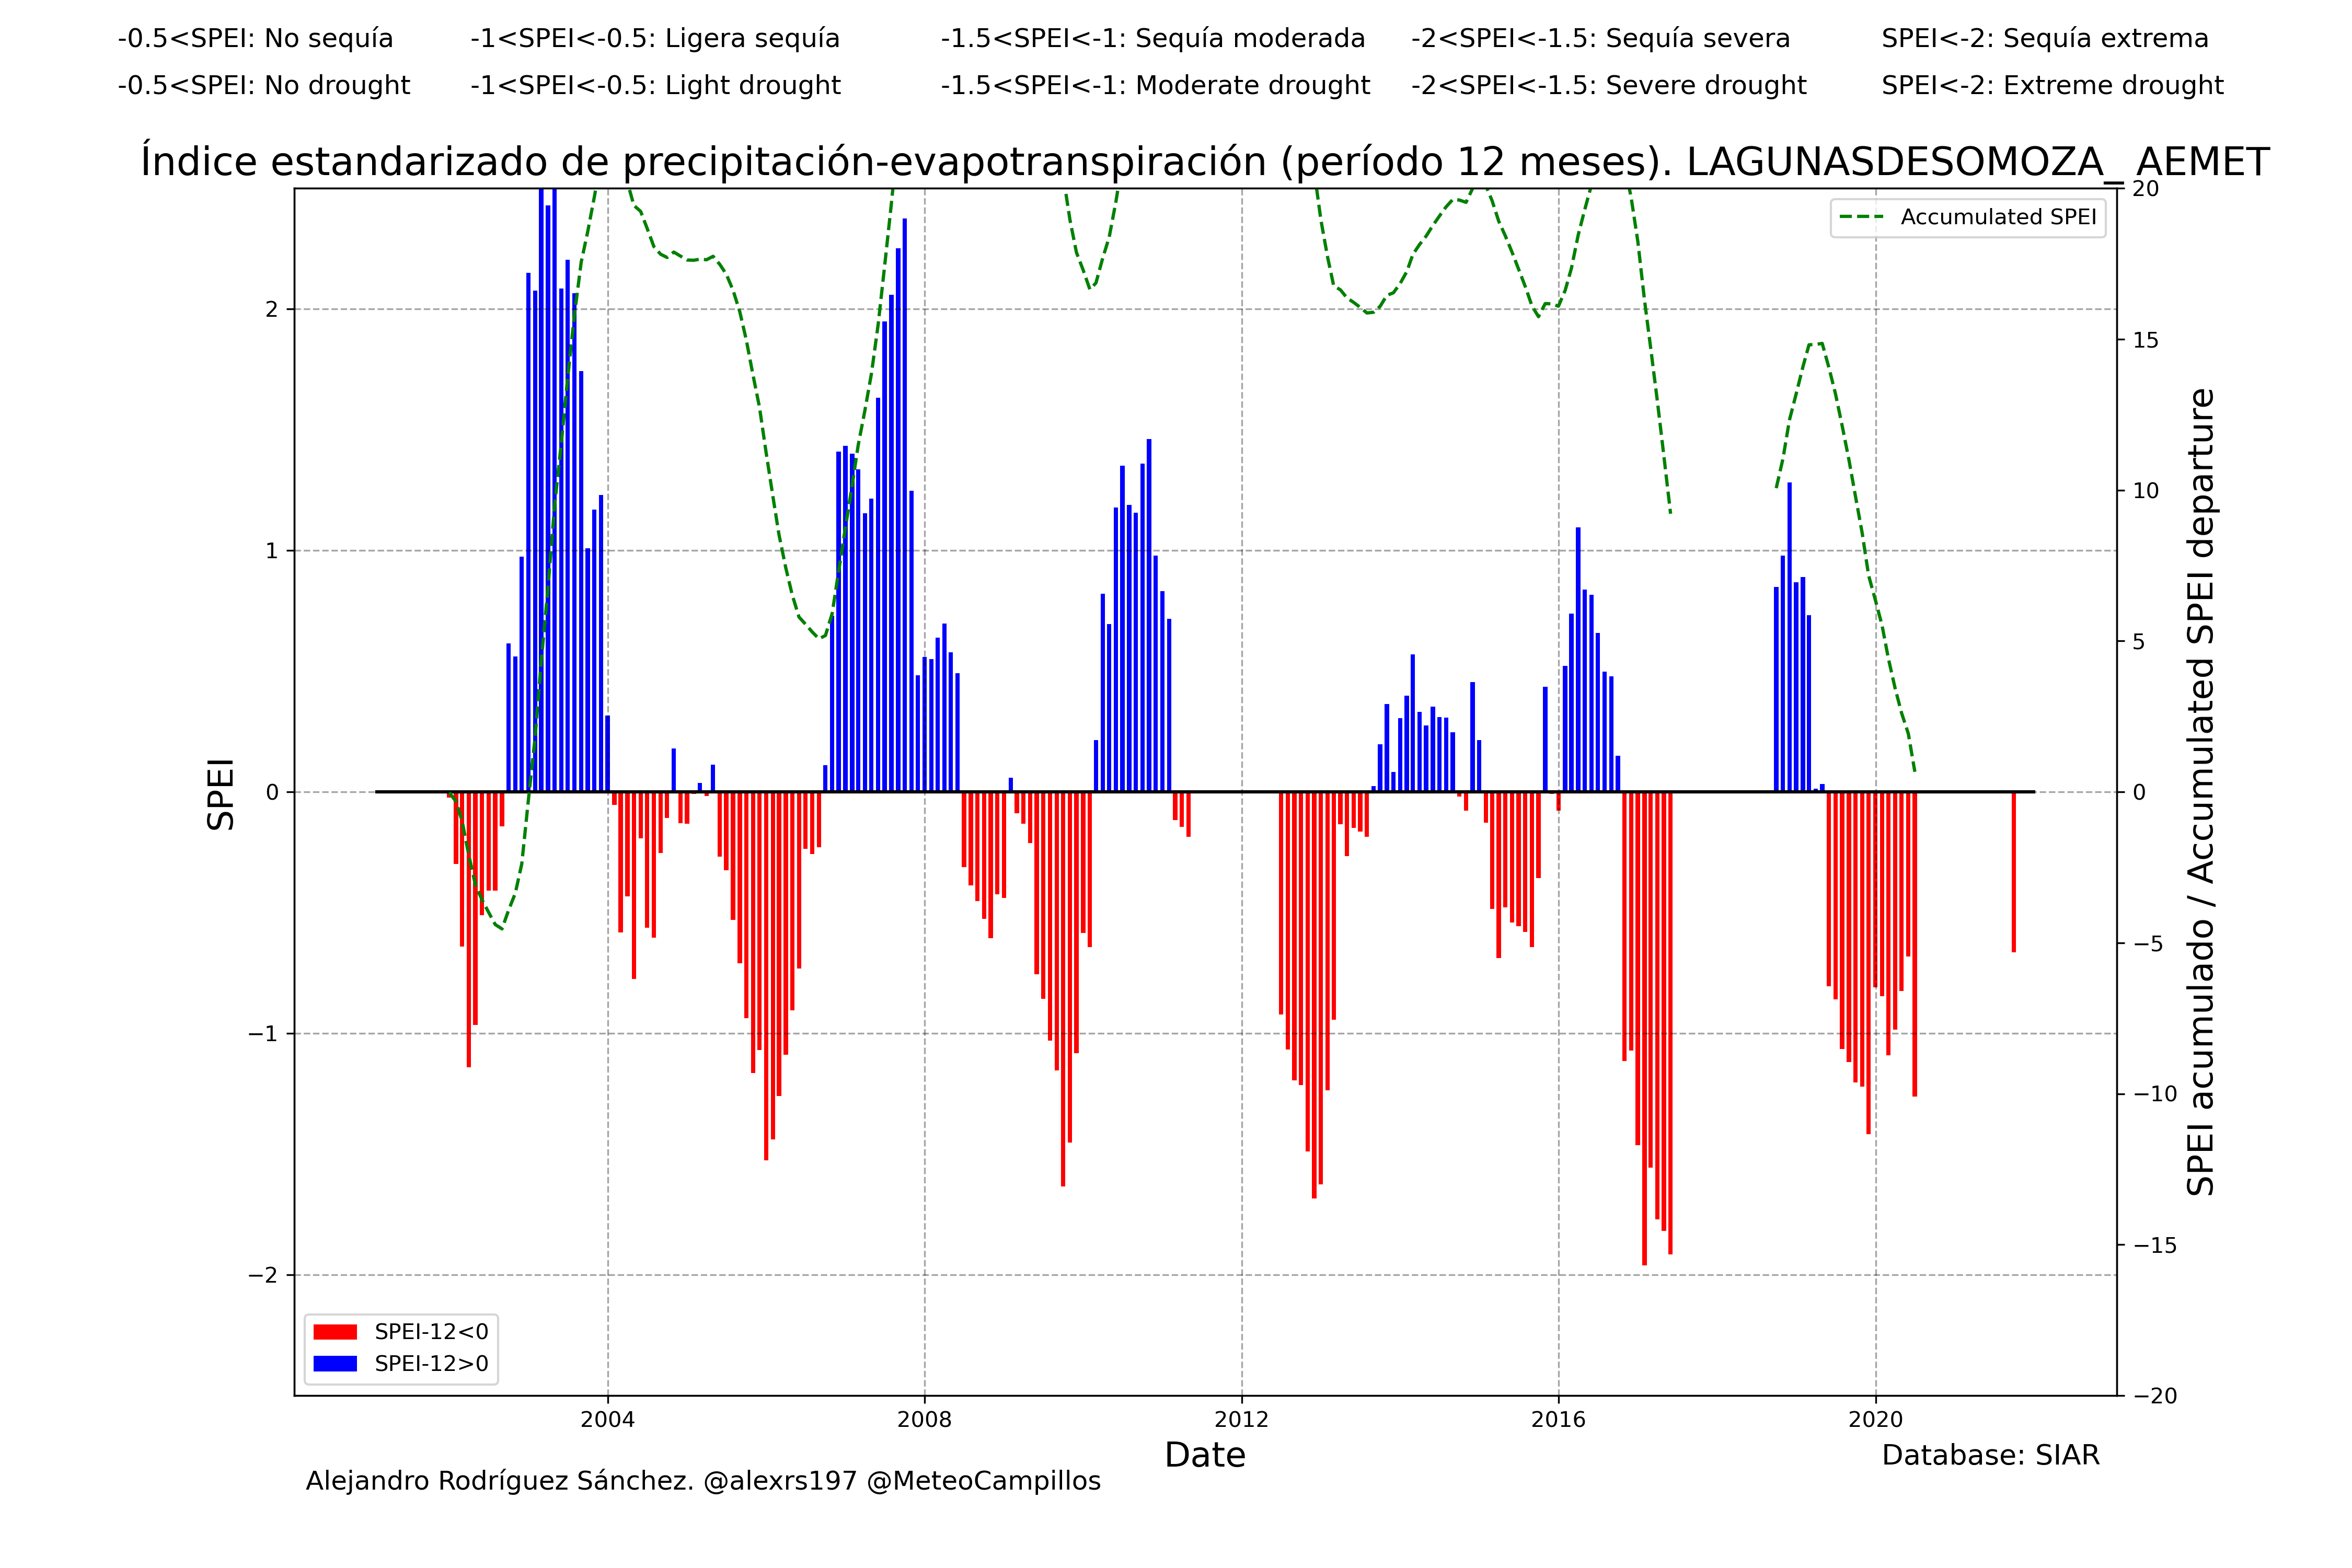 -0.5<SPEI: No sequía -1<SPEI<-0.5: Ligera sequía -1.5<SPEI<-1: Sequía moderada -2<SPEI<-1.5: Sequía severa SPEI<-2: Sequía extrema
-0.5<SPEI: No drought -1<SPEI<-0.5: Light drought -1.5<SPEI<-1: Moderate drought -2<SPEI<-1.5: Severe drought SPEI<-2: Extreme drought
Índice estandarizado de precipitación-evapotranspiración (período 12 meses). LAGUNASDESOMOZA_ AEMET
Accumulated SPEI
SPEI
2
1
0
−1
−2
20
15
10
5
0
−5
−10
−15
−20
SPEI acumulado / Accumulated SPEI departure
SPEI-12<0
SPEI-12>0
2004 2008 2012 2016 2020
Date
Database: SIAR
Alejandro Rodríguez Sánchez. @alexrs197 @MeteoCampillos